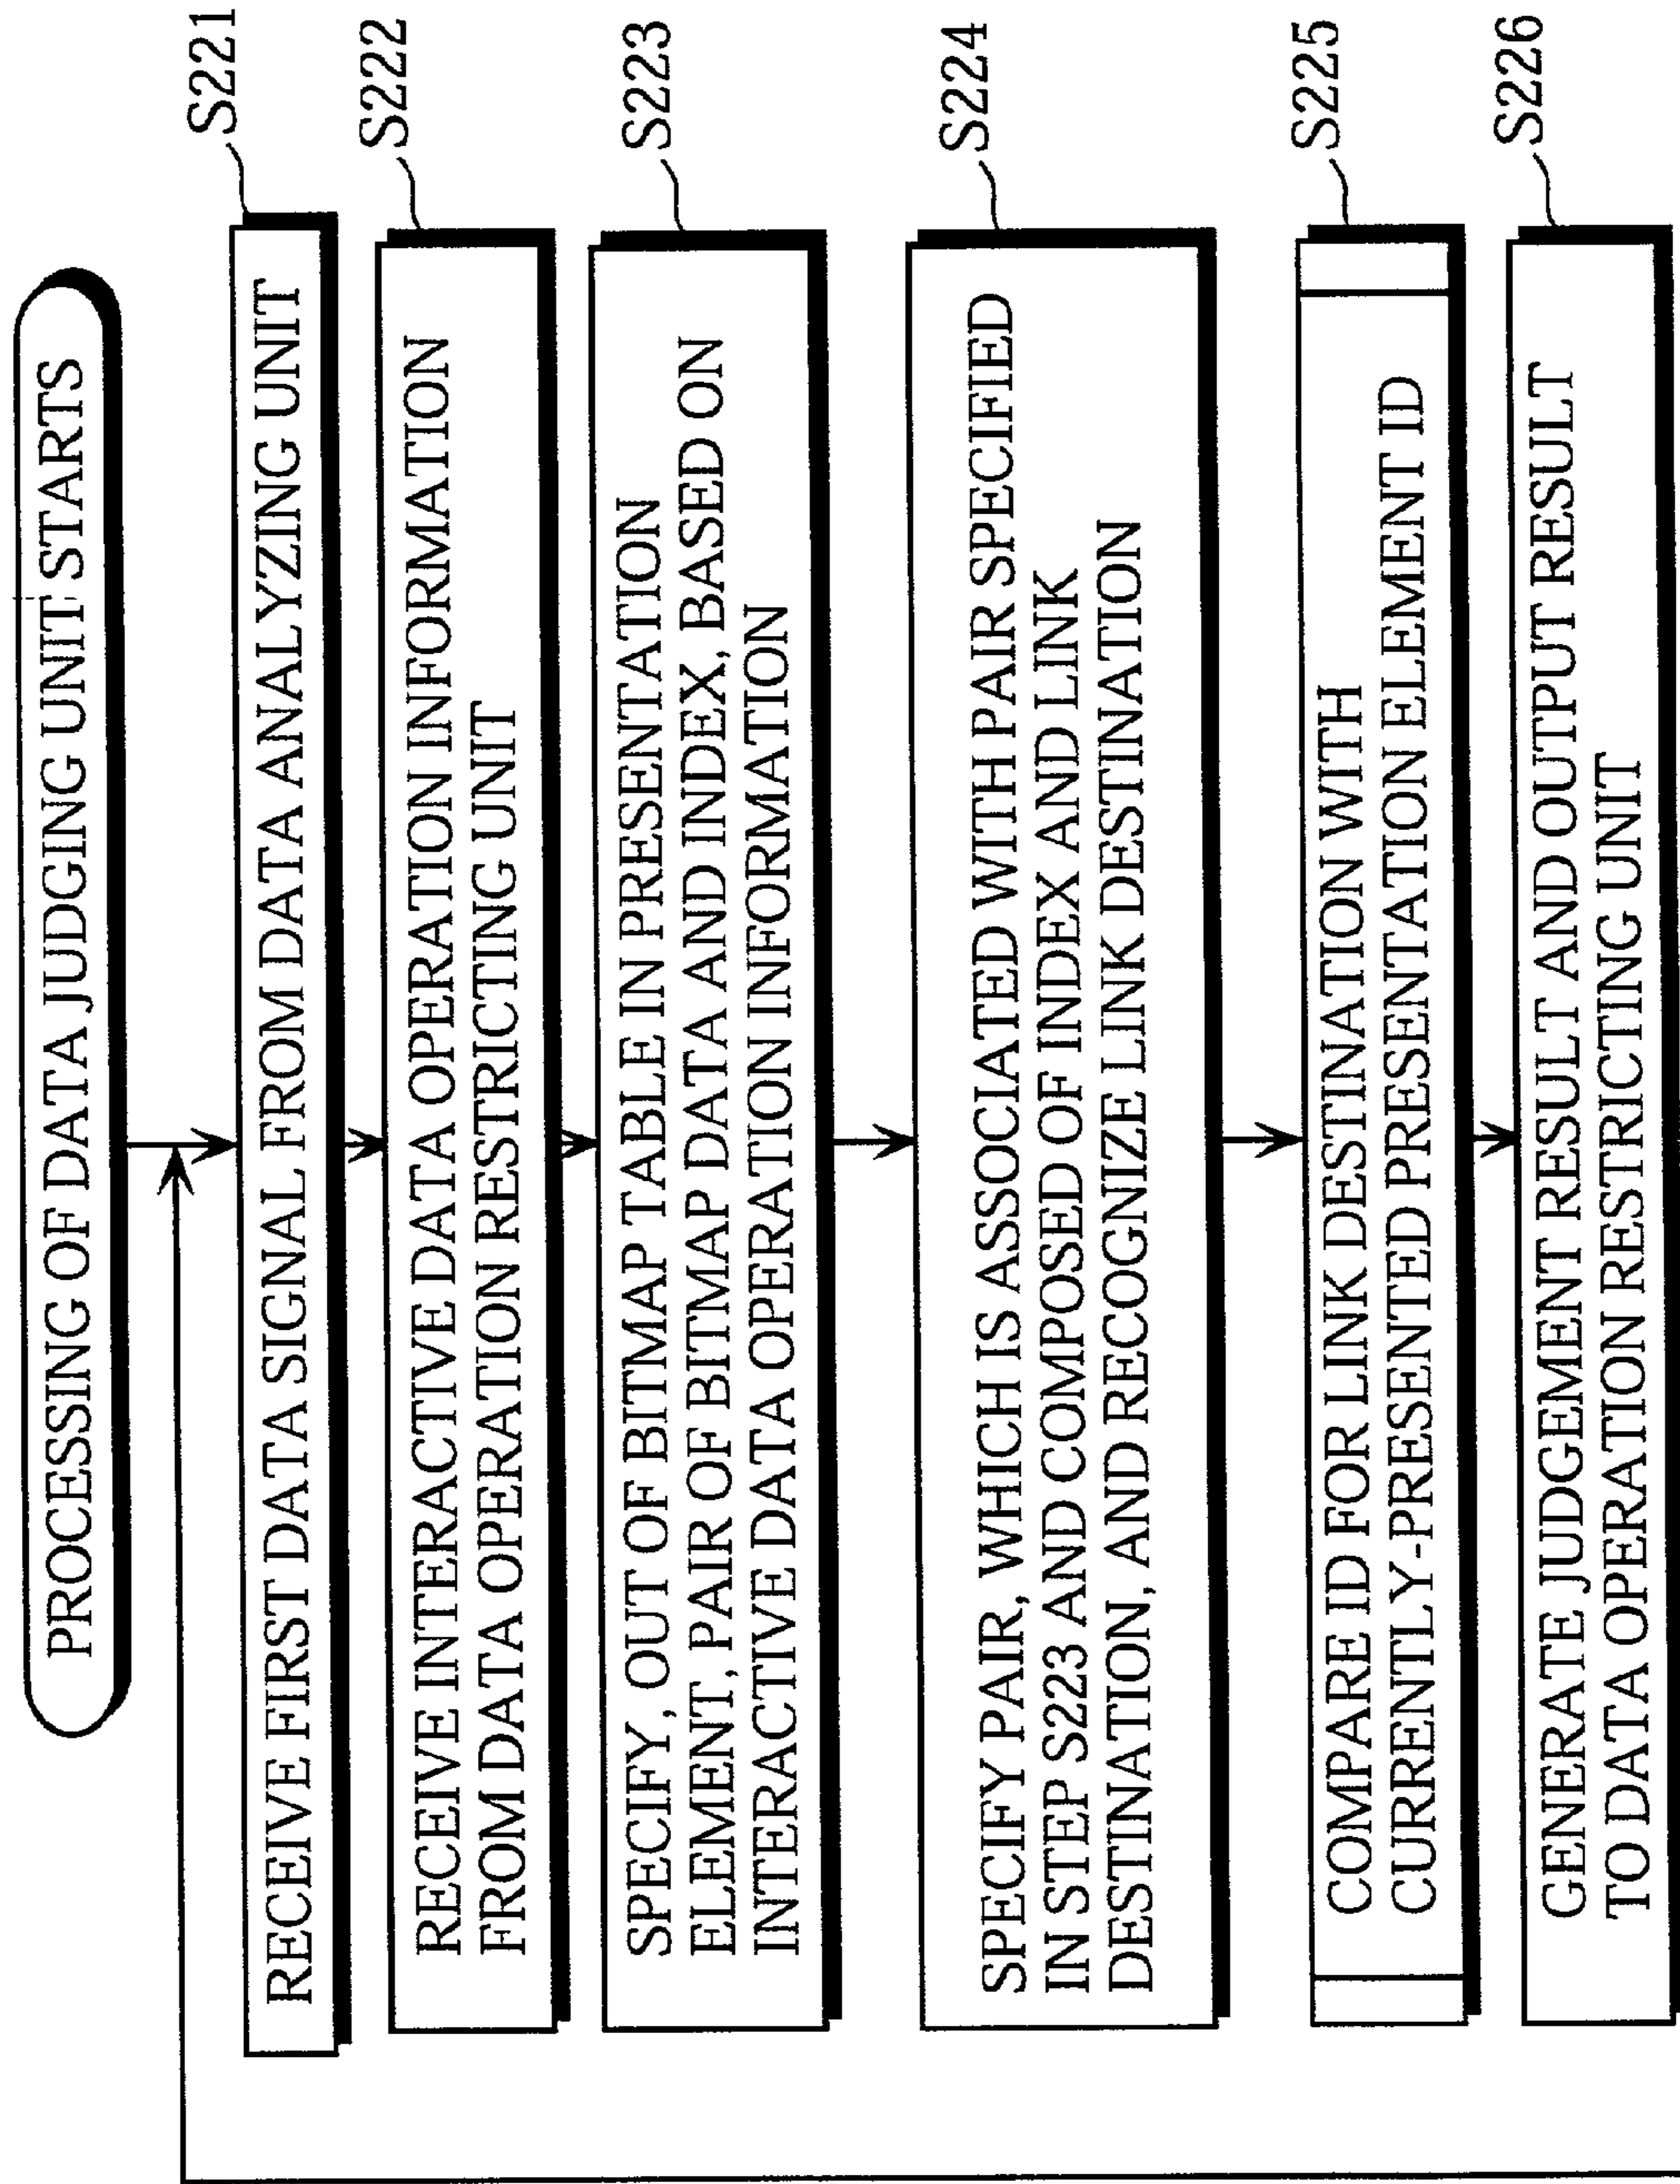 PROCESSING OF DATA JUDGING UNIT STARTS
S221
RECEIVE FIRST DATA SIGNAL FROM DATA ANALYZING UNIT
S222
RECEIVE INTERACTIVE DATA OPERATION INFORMATION
FROM DATA OPERATION RESTRICTING UNIT
S223
SPECIFY, OUT OF BITMAP TABLE IN PRESENTATION
ELEMENT, PAIR OF BITMAP DATA AND INDEX, BASED ON
INTERACTIVE DATA OPERATION INFORMATION
S224
SPECIFY PAIR, WHICH IS ASSOCIATED WITH PAIR SPECIFIED
IN STEP S223 AND COMPOSED OF INDEX AND LINK
DESTINATION, AND RECOGNIZE LINK DESTINATION
S225
COMPARE ID FOR LINK DESTINATION WITH
CURRENTLY-PRESENTED PRESENTATION ELEMENT ID
S226
GENERATE JUDGEMENT RESULT AND OUTPUT RESULT
TO DATA OPERATION RESTRICTING UNIT